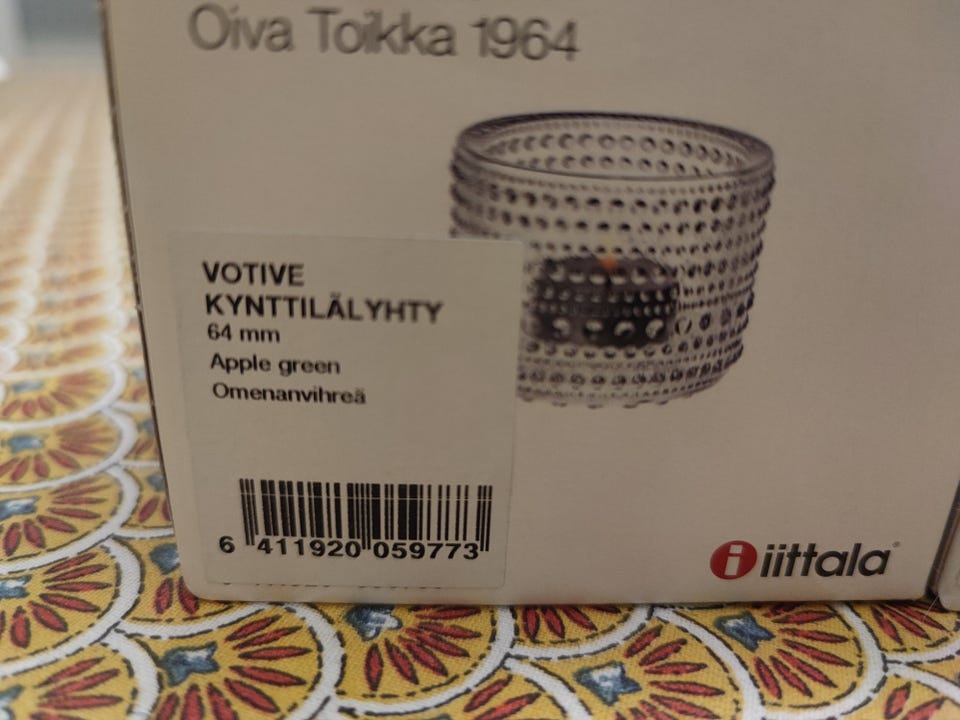 Oiva Toikka 1964
VOTIVE
KYNTTILÄLYHTY
64 mm
Apple green
Omenanvihreä
6 411920 059773
i iittala®